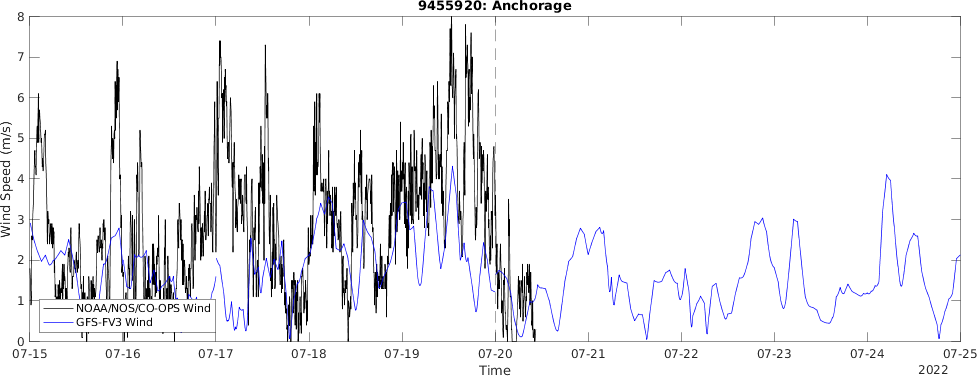 9455920: Anchorage
Wind Speed (m/s)
8
7
6
5
4
3
2
1
0
NOAA/NOS/CO-OPS Wind
GFS-FV3 Wind
07-15 07-16 07-17 07-18 07-19 07-20 07-21 07-22 07-23 07-24 07-25
Time
2022